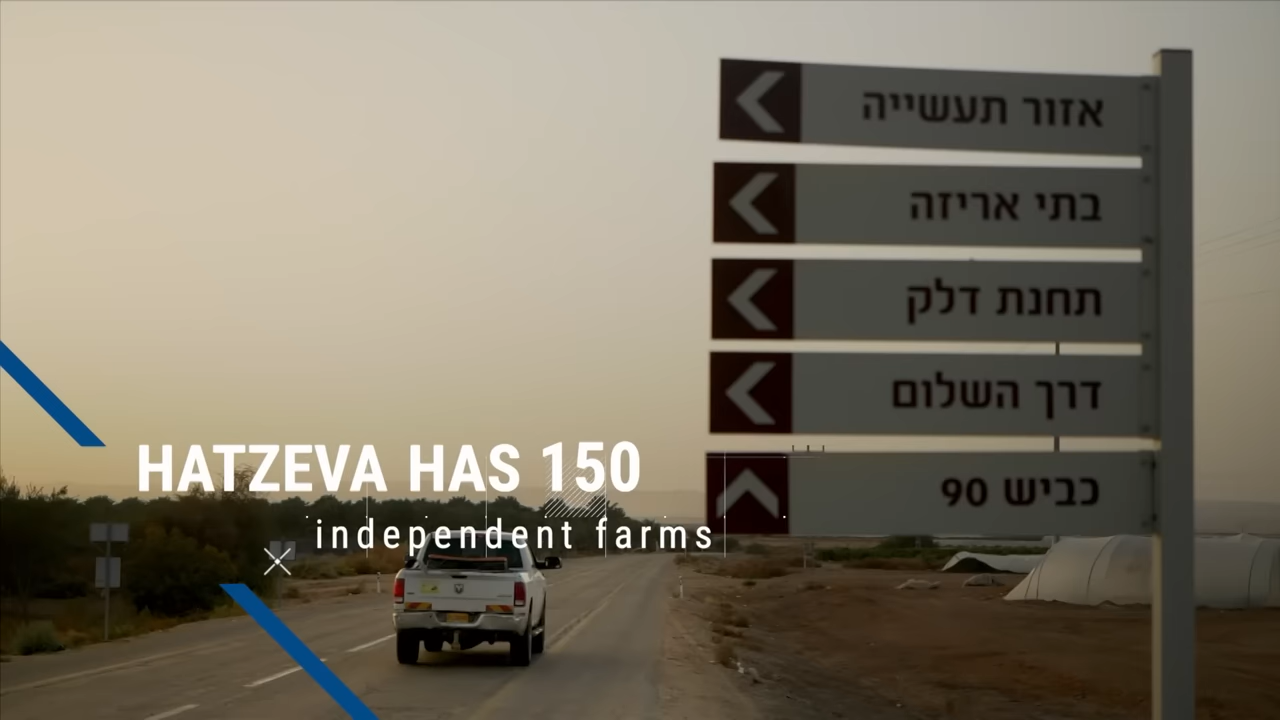 אזור תעשייה
בתי אריזה
תחנת דלק
דרך השלום
כביש 90
HATZEVA HAS 150
independent farms